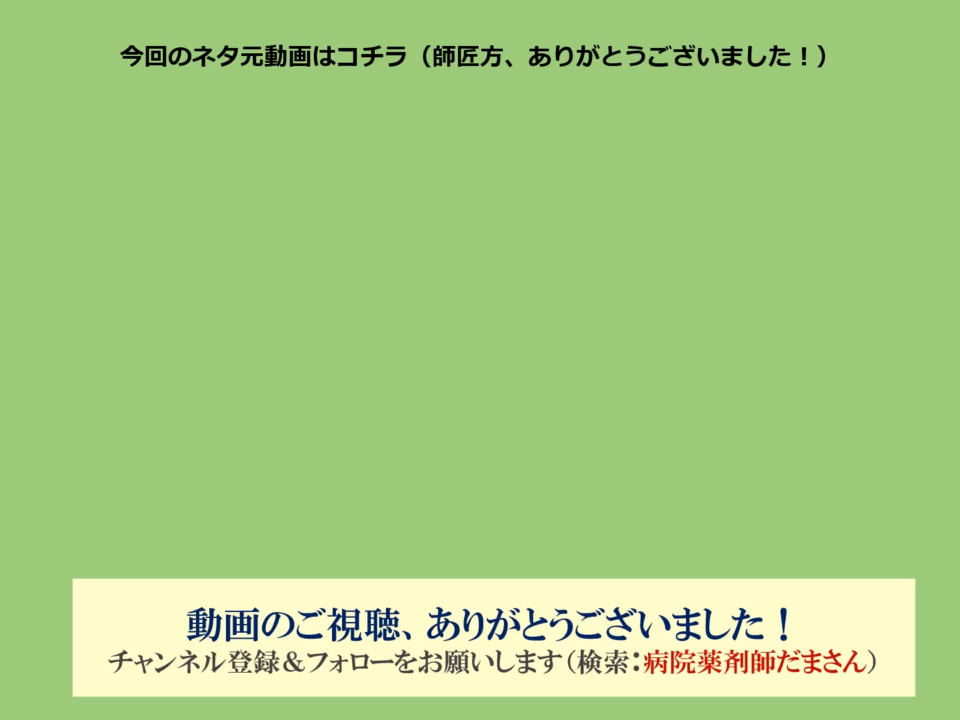 今回のネタ元動画はコチラ（師匠方、ありがとうございました！）
動画のご視聴、ありがとうございました！
チャンネル登録＆フォローをお願いします（検索：病院薬剤師だまさん）